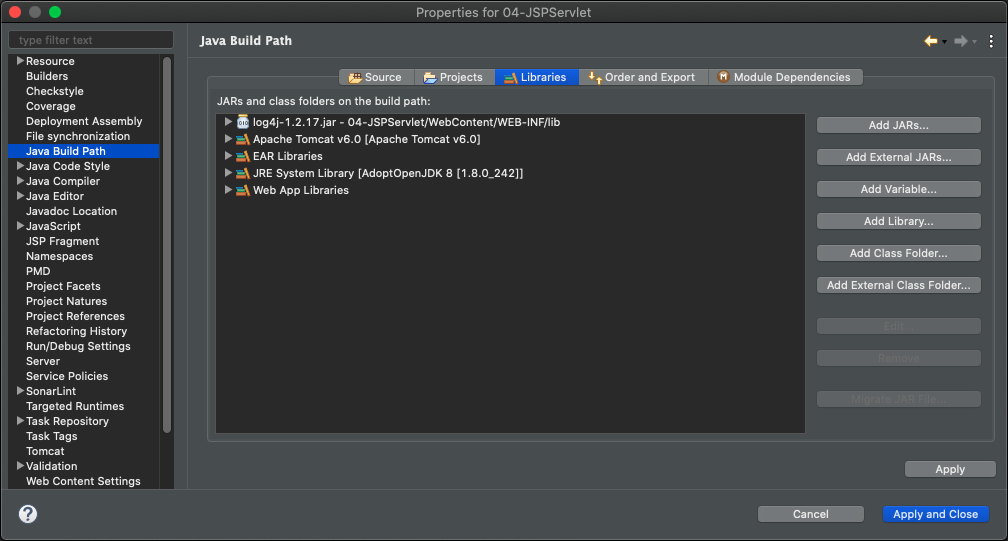 Properties for 04-JSPServlet
type filter text
Resource
Builders
Checkstyle
Coverage
Deployment Assembly
File synchronization
Java Build Path
Java Code Style
Java Compiler
Java Editor
Javadoc Location
JavaScript
JSP Fragment
Namespaces
PMD
Project Facets
Project Natures
Project References
Refactoring History
Run/Debug Settings
Server
Service Policies
SonarLint
Targeted Runtimes
Task Repository
Task Tags
Tomcat
Validation
Web Content Settings
Java Build Path
Source
Projects
Libraries
Order and Export
Module Dependencies
JARs and class folders on the build path:
log4j-1.2.17.jar - 04-JSPServlet/WebContent/WEB-INF/lib
Apache Tomcat v6.0 [Apache Tomcat v6.0]
EAR Libraries
JRE System Library [AdoptOpenJDK 8 [1.8.0_242]]
Web App Libraries
Add JARs...
Add External JARs...
Add Variable...
Add Library...
Add Class Folder...
Add External Class Folder...
Edit...
Remove
Migrate JAR File...
Apply
?
Cancel
Apply and Close